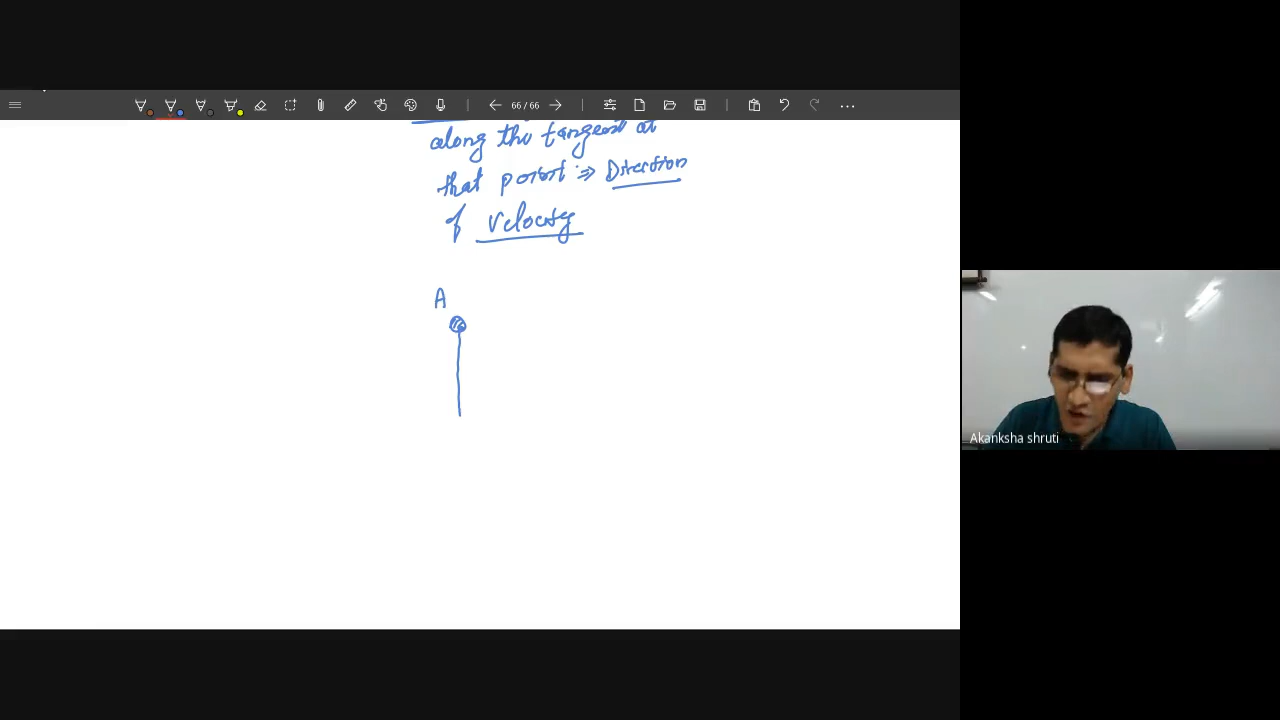 66 / 66
along the tangent at
that point ⇒ Direction
of velocity
A
Akanksha shruti